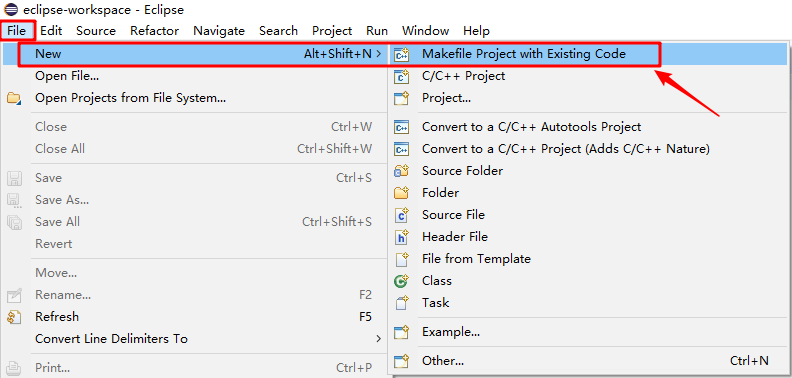 eclipse-workspace - Eclipse
File Edit Source Refactor Navigate Search Project Run Window Help
New Alt+Shift+N >
Open File...
Open Projects from File System...
Close Ctrl+W
Close All Ctrl+Shift+W
Save Ctrl+S
Save As...
Save All Ctrl+Shift+S
Revert
Move...
Rename... F2
Refresh F5
Convert Line Delimiters To >
Print... Ctrl+P
Makefile Project with Existing Code
C/C++ Project
Project...
Convert to a C/C++ Autotools Project
Convert to a C/C++ Project (Adds C/C++ Nature)
Source Folder
Folder
Source File
Header File
File from Template
Class
Task
Example...
Other... Ctrl+N